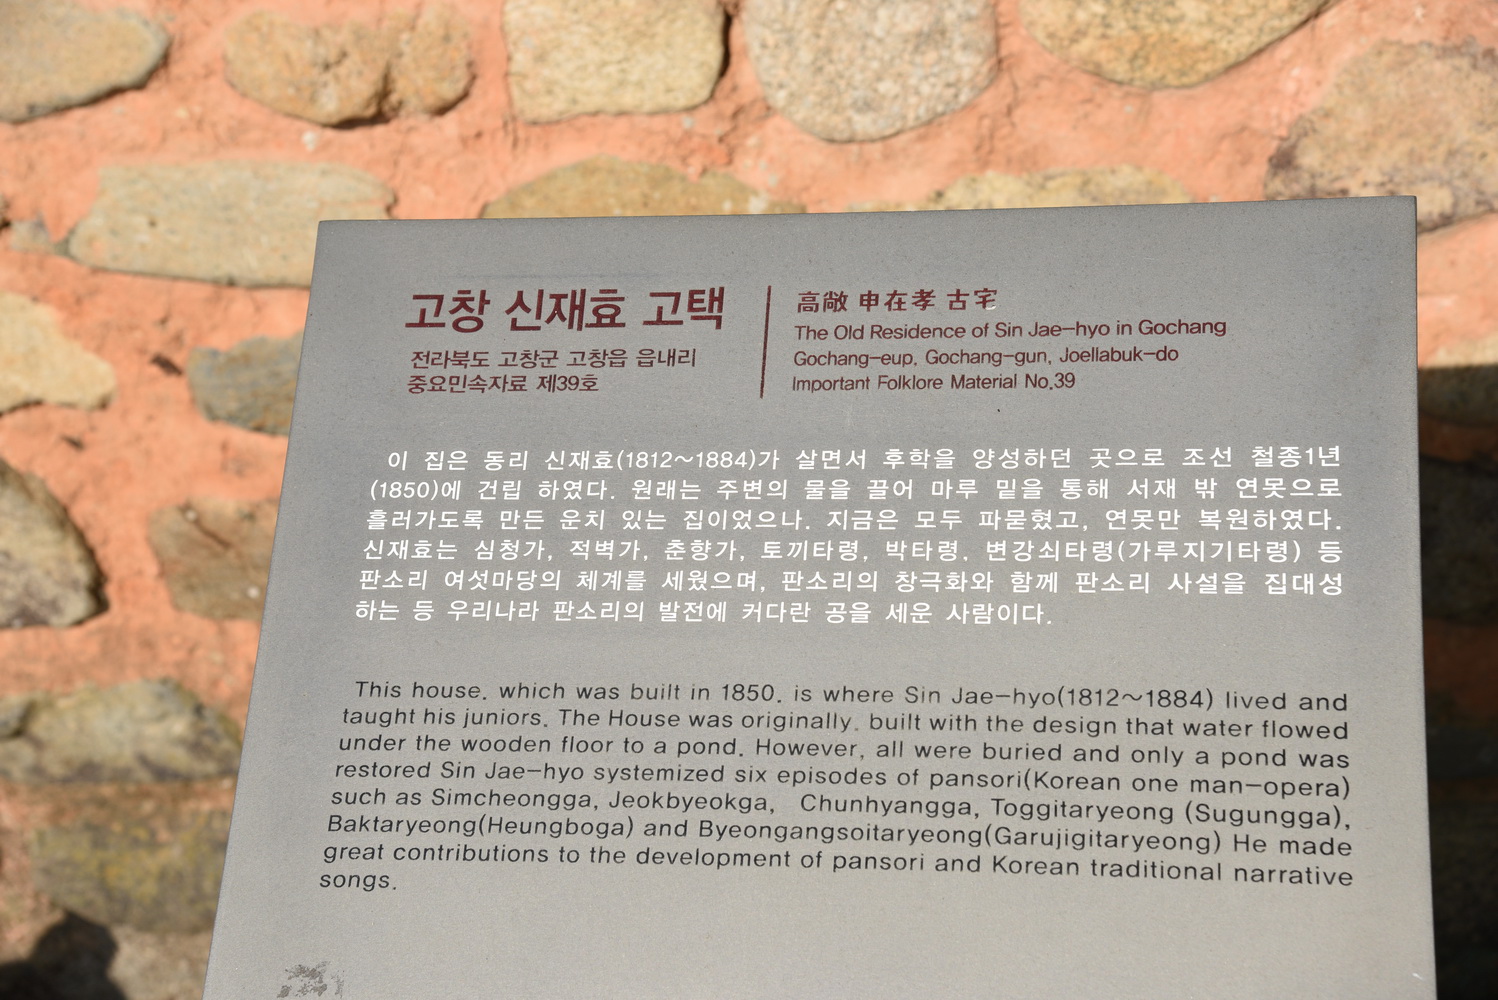 고창 신재효 고택
전라북도 고창군 고창읍 읍내리
중요민속자료 제39호
高敞 申在孝 古宅
The Old Residence of Sin Jae-hyo in Gochang
Gochang-eup, Gochang-gun, Joellabuk-do
Important Folklore Material No.39
이 집은 동리 신재효(1812~1884)가 살면서 후학을 양성하던 곳으로 조선 철종1년
(1850)에 건립 하였다. 원래는 주변의 물을 끌어 마루 밑을 통해 서재 밖 연못으로
흘러가도록 만든 운치 있는 집이었으나. 지금은 모두 파묻혔고, 연못만 복원하였다.
신재효는 심청가, 적벽가, 춘향가, 토끼타령, 박타령, 변강쇠타령(가루지기타령) 등
판소리 여섯마당의 체계를 세웠으며, 판소리의 창극화와 함께 판소리 사설을 집대성
하는 등 우리나라 판소리의 발전에 커다란 공을 세운 사람이다.
This house. which was built in 1850. is where Sin Jae-hyo(1812~1884) lived and
taught his juniors. The House was originally. built with the design that water flowed
under the wooden floor to a pond. However, all were buried and only a pond was
restored Sin Jae-hyo systemized six episodes of pansori(Korean one man-opera)
such as Simcheongga, Jeokbyeokga, Chunhyangga, Toggitaryeong (Sugungga),
Baktaryeong(Heungboga) and Byeongangsoitaryeong(Garujigitaryeong) He made
great contributions to the development of pansori and Korean traditional narrative
songs.